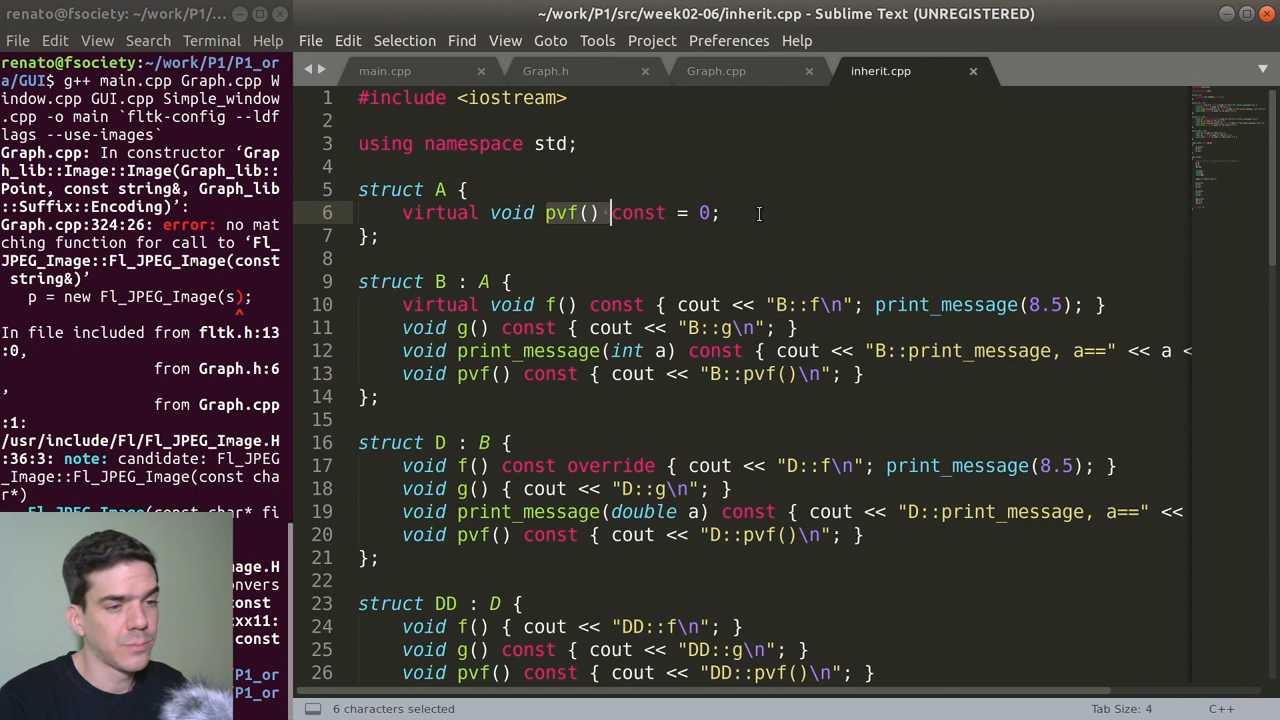 renato@fsociety: ~/work/P1/...
File Edit View Search Terminal Help
renato@fsociety:~/work/P1/P1_or
a/GUI$ g++ main.cpp Graph.cpp W
indow.cpp GUI.cpp Simple_window
.cpp -o main `fltk-config --ldf
lags --use-images`
Graph.cpp: In constructor ‘Grap
h_lib::Image::Image(Graph_lib::
Point, const string&, Graph_lib
::Suffix::Encoding)’:
Graph.cpp:324:26: error: no mat
ching function for call to ‘Fl_
JPEG_Image::Fl_JPEG_Image(const
 string&)’
p = new Fl_JPEG_Image(s);
^
In file included from fltk.h:13
:0,
from Graph.h:6
,
from Graph.cpp
:1:
/usr/include/Fl/Fl_JPEG_Image.H
:36:3: note: candidate: Fl_JPEG
_Image::Fl_JPEG_Image(const cha
r*)
Fl_JPEG_Image(const char* fi
mage.H
onvers
const
xx11:
const
P1_or
P1_or
~/work/P1/src/week02-06/inherit.cpp - Sublime Text (UNREGISTERED)
File Edit Selection Find View Goto Tools Project Preferences Help
main.cpp Graph.h Graph.cpp inherit.cpp
1 #include <iostream>
2
3 using namespace std;
4
5 struct A {
6 virtual void pvf() const = 0;
7 };
8
9 struct B : A {
10 virtual void f() const { cout << "B::f\n"; print_message(8.5); }
11 void g() const { cout << "B::g\n"; }
12 void print_message(int a) const { cout << "B::print_message, a==" << a <
13 void pvf() const { cout << "B::pvf()\n"; }
14 };
15
16 struct D : B {
17 void f() const override { cout << "D::f\n"; print_message(8.5); }
18 void g() { cout << "D::g\n"; }
19 void print_message(double a) const { cout << "D::print_message, a==" <<
20 void pvf() const { cout << "D::pvf()\n"; }
21 };
22
23 struct DD : D {
24 void f() { cout << "DD::f\n"; }
25 void g() const { cout << "DD::g\n"; }
26 void pvf() const { cout << "DD::pvf()\n"; }
6 characters selected
Tab Size: 4
C++